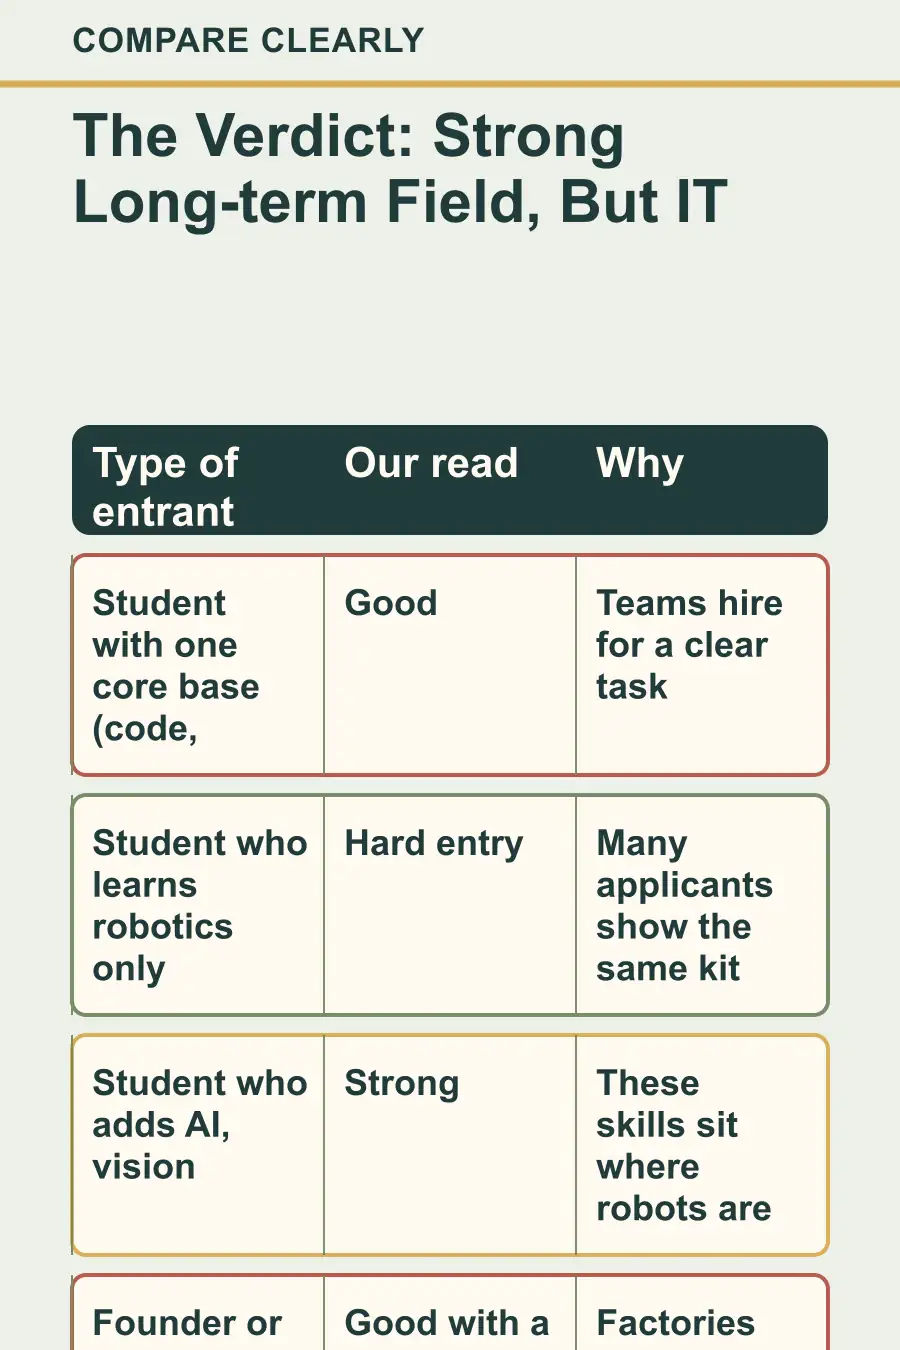 COMPARE CLEARLY
The Verdict: Strong
Long-term Field, But IT
Type of
entrant
Our read
Why
Student
with one
core base
(code,
Good
Teams hire
for a clear
task
Student who
learns
robotics
only
Hard entry
Many
applicants
show the
same kit
Student who
adds AI,
vision
Strong
These
skills sit
where
robots are
Founder or
Good with a
Factories